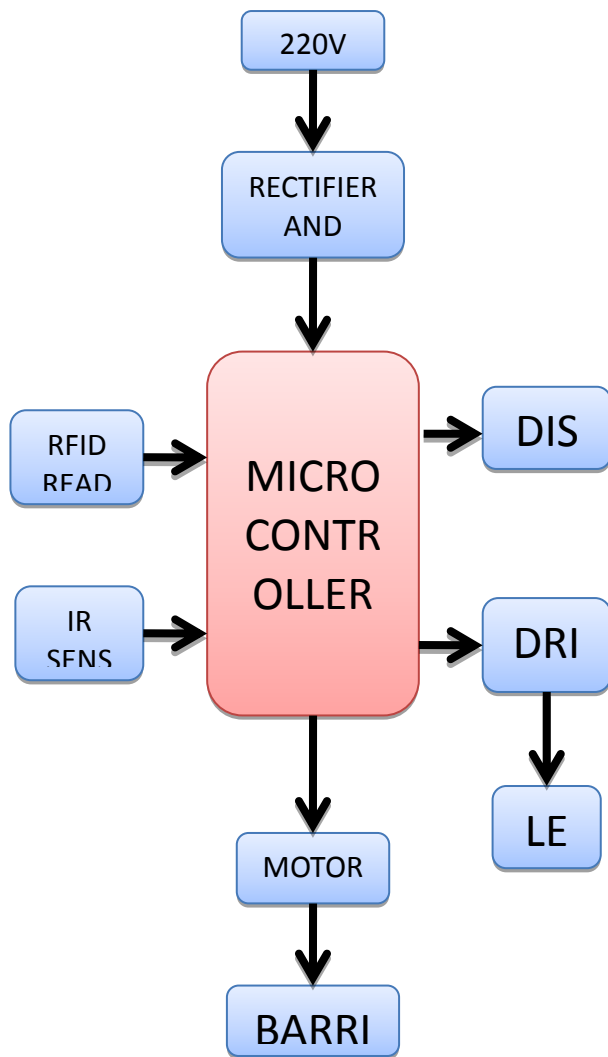 220V
RECTIFIER
AND
RFID
READ
MICRO
CONTR
OLLER
DIS
IR
SENS
DRI
LE
MOTOR
BARRI